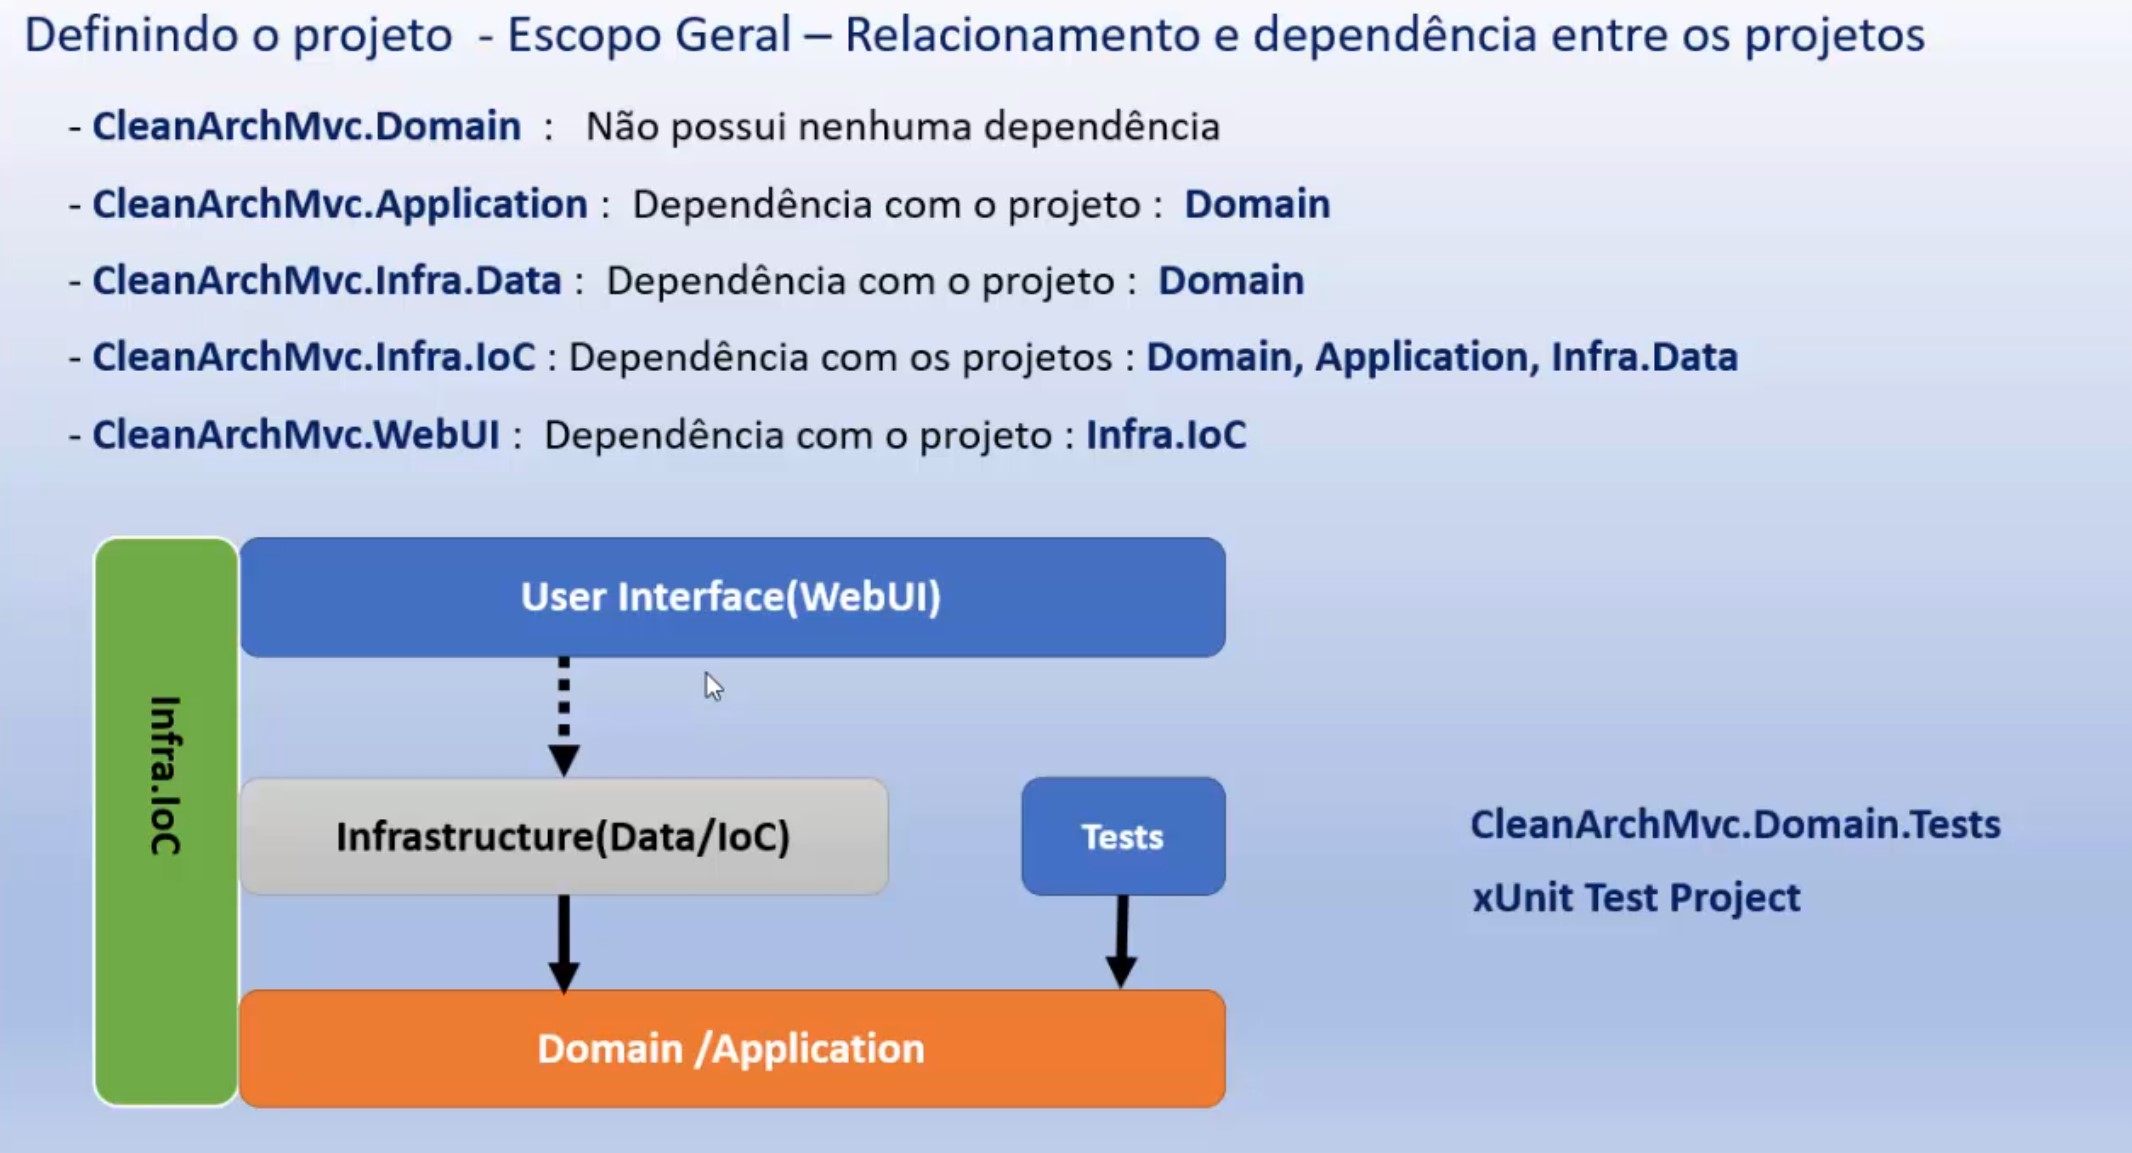 Definindo o projeto - Escopo Geral – Relacionamento e dependência entre os projetos
- CleanArchMvc.Domain : Não possui nenhuma dependência
- CleanArchMvc.Application : Dependência com o projeto : Domain
- CleanArchMvc.Infra.Data : Dependência com o projeto : Domain
- CleanArchMvc.Infra.IoC : Dependência com os projetos : Domain, Application, Infra.Data
- CleanArchMvc.WebUI : Dependência com o projeto : Infra.IoC
Infra.IoC
User Interface(WebUI)
Infrastructure(Data/IoC)
Tests
CleanArchMvc.Domain.Tests
xUnit Test Project
Domain /Application